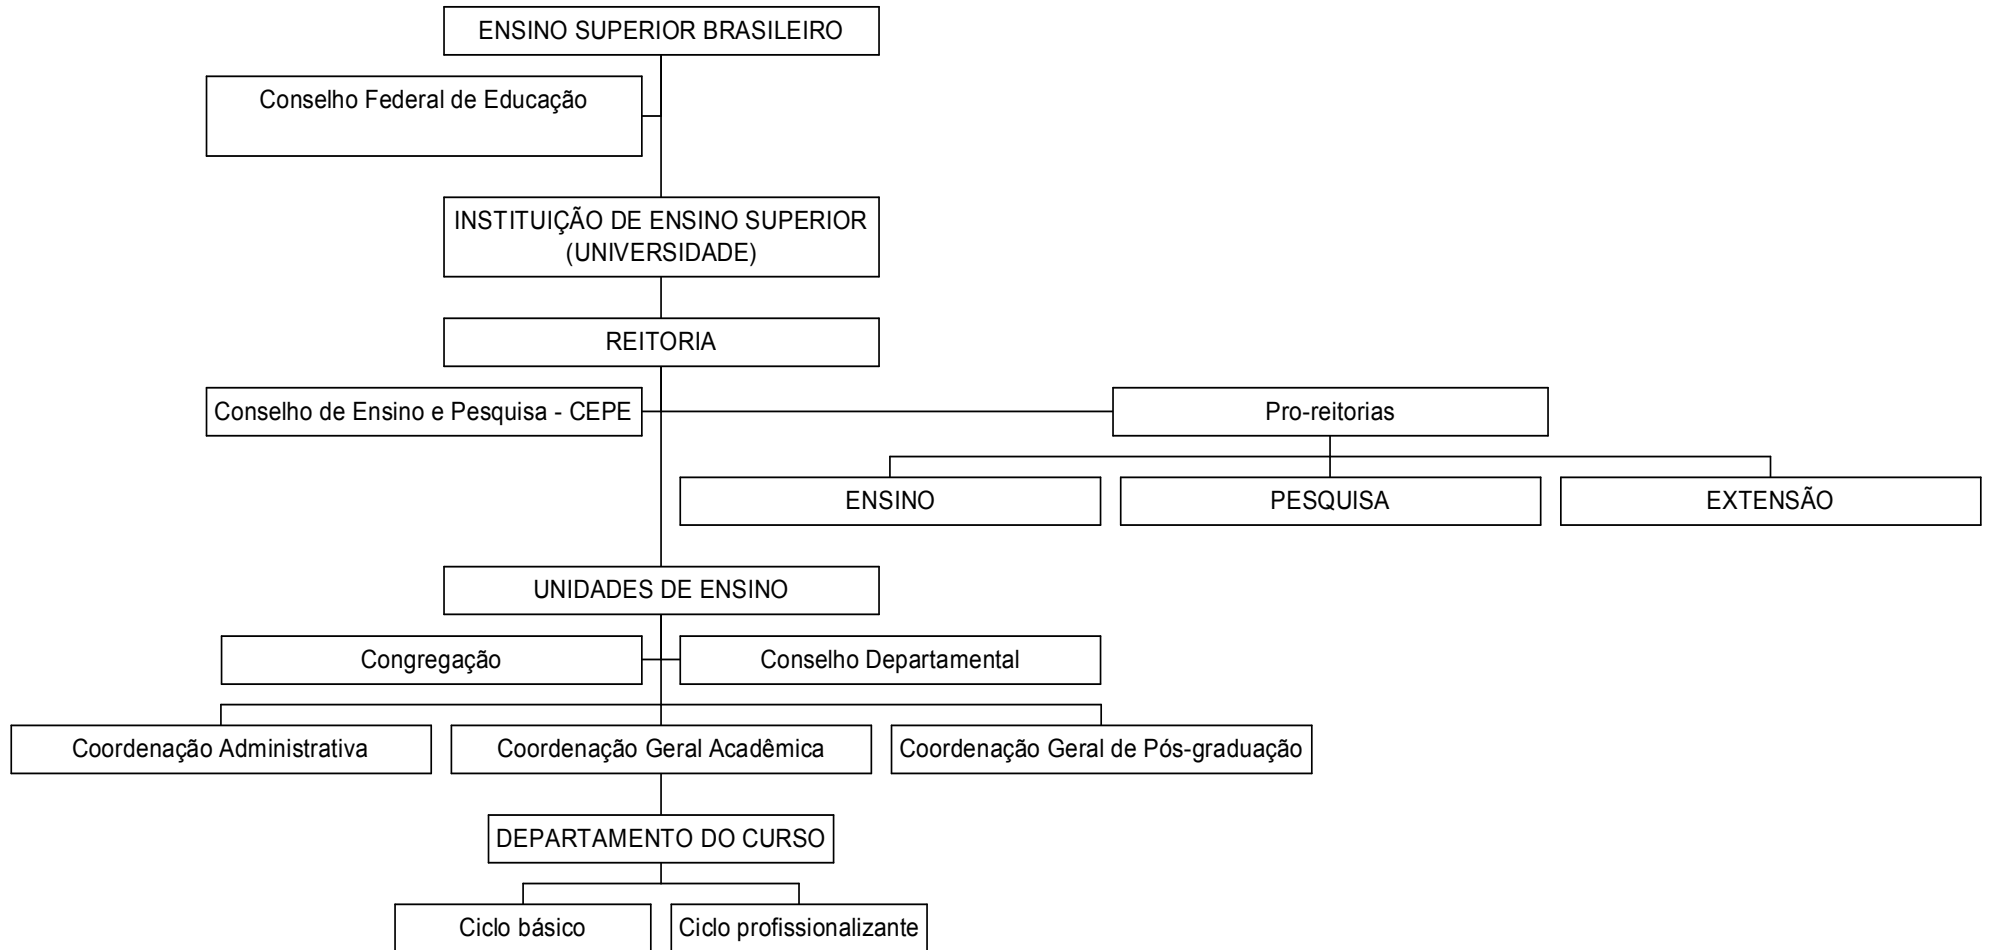 ENSINO SUPERIOR BRASILEIRO
Conselho Federal de Educação
INSTITUIÇÃO DE ENSINO SUPERIOR
(UNIVERSIDADE)
REITORIA
Conselho de Ensino e Pesquisa - CEPE
Pro-reitorias
ENSINO
PESQUISA
EXTENSÃO
UNIDADES DE ENSINO
Congregação
Conselho Departamental
Coordenação Administrativa
Coordenação Geral Acadêmica
Coordenação Geral de Pós-graduação
DEPARTAMENTO DO CURSO
Ciclo básico
Ciclo profissionalizante